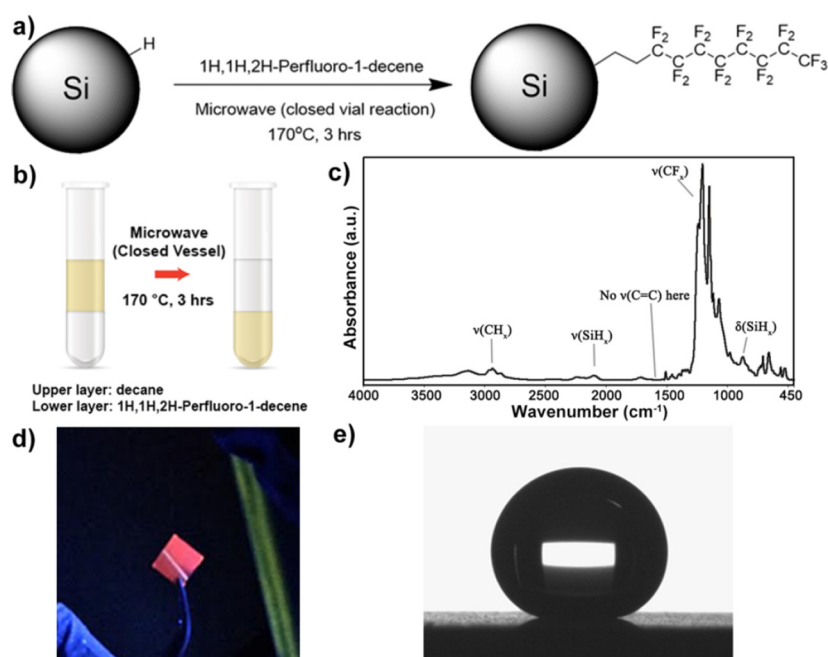 a)
H
Si
1H,1H,2H-Perfluoro-1-decene
Microwave (closed vial reaction)
170ºC, 3 hrs
Si
F₂ F₂ F₂ F₂
CF₃
F₂ F₂ F₂ F₂
b)
Microwave
(Closed Vessel)
170 °C, 3 hrs
Upper layer: decane
Lower layer: 1H,1H,2H-Perfluoro-1-decene
c)
Absorbance (a.u.)
ν(CFₓ)
No ν(C=C) here
ν(CHₓ)
ν(SiHₓ)
δ(SiHₓ)
4000 3500 3000 2500 2000 1500 1000 450
Wavenumber (cm⁻¹)
d)
e)